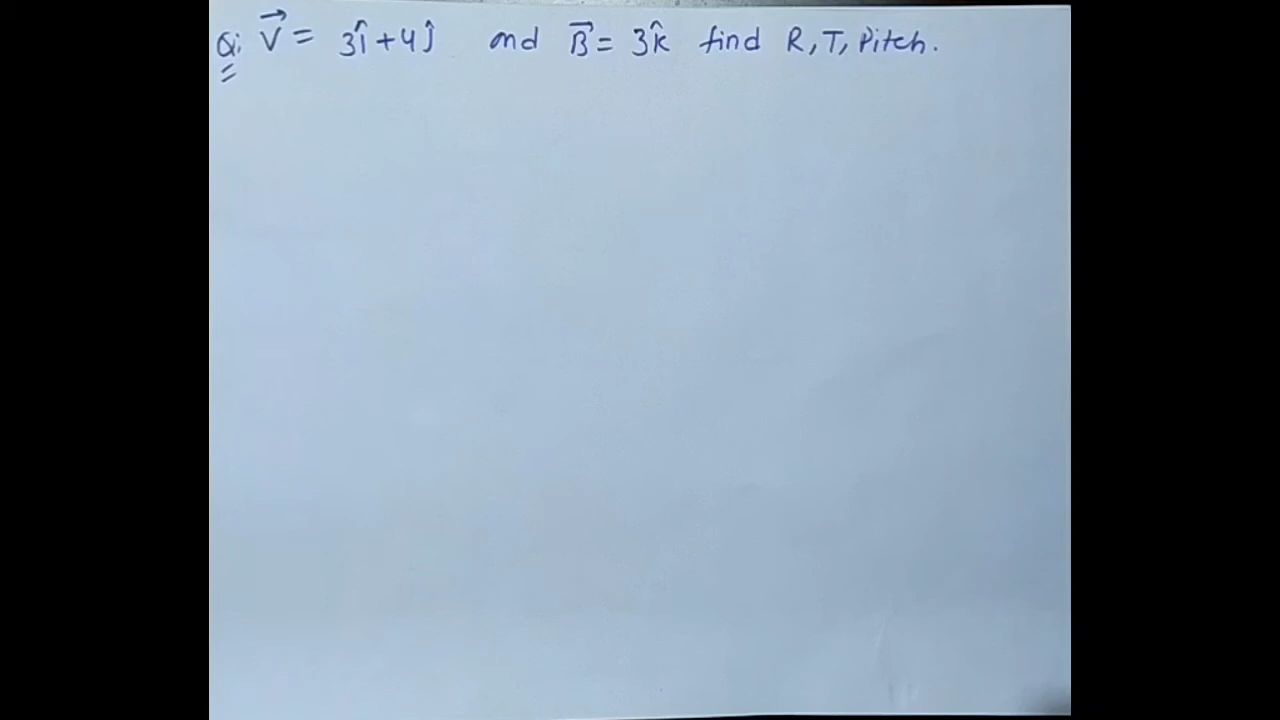 Q: V⃗ = 3î + 4ĵ and B⃗ = 3k̂ find R, T, Pitch.